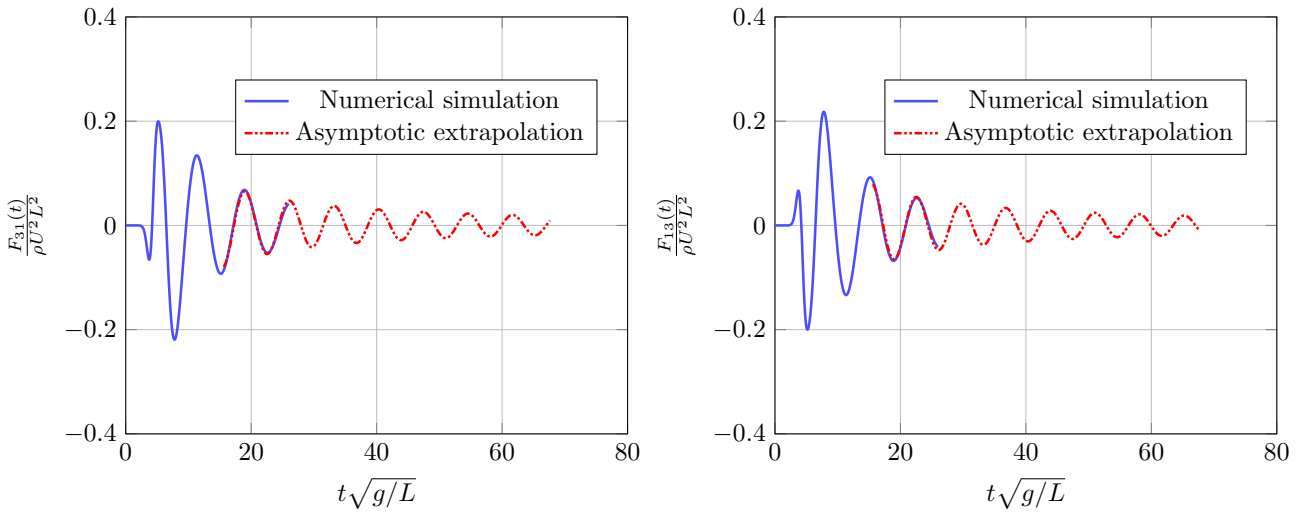 0.4
0.2
0
−0.2
−0.4
F31(t)
ρU²L²
Numerical simulation
Asymptotic extrapolation
0 20 40 60 80
t√g/L
0.4
0.2
0
−0.2
−0.4
F13(t)
ρU²L²
Numerical simulation
Asymptotic extrapolation
0 20 40 60 80
t√g/L